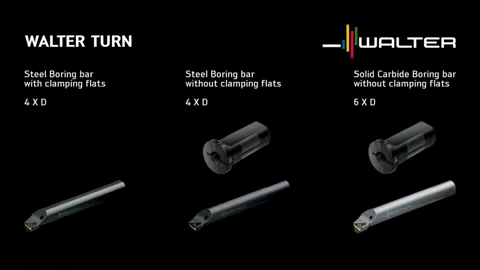 WALTER TURN
WALTER
Steel Boring bar
with clamping flats
4 X D
Steel Boring bar
without clamping flats
4 X D
Solid Carbide Boring bar
without clamping flats
6 X D